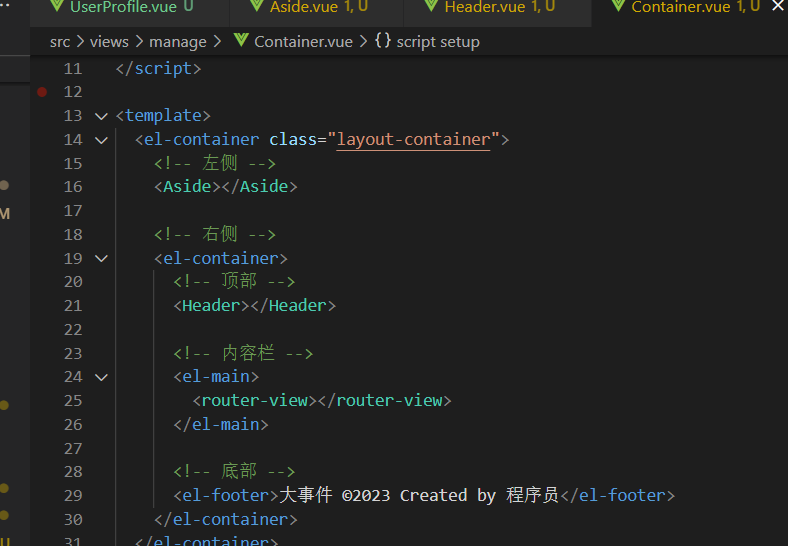 UserProfile.vue U
Aside.vue 1, U
Header.vue 1, U
Container.vue 1, U
src > views > manage > Container.vue > {} script setup
M
U
11 </script>
12
13 <template>
14 <el-container class="layout-container">
15 <!-- 左侧 -->
16 <Aside></Aside>
17
18 <!-- 右侧 -->
19 <el-container>
20 <!-- 顶部 -->
21 <Header></Header>
22
23 <!-- 内容栏 -->
24 <el-main>
25 <router-view></router-view>
26 </el-main>
27
28 <!-- 底部 -->
29 <el-footer>大事件 ©2023 Created by 程序员</el-footer>
30 </el-container>
31 </el-container>